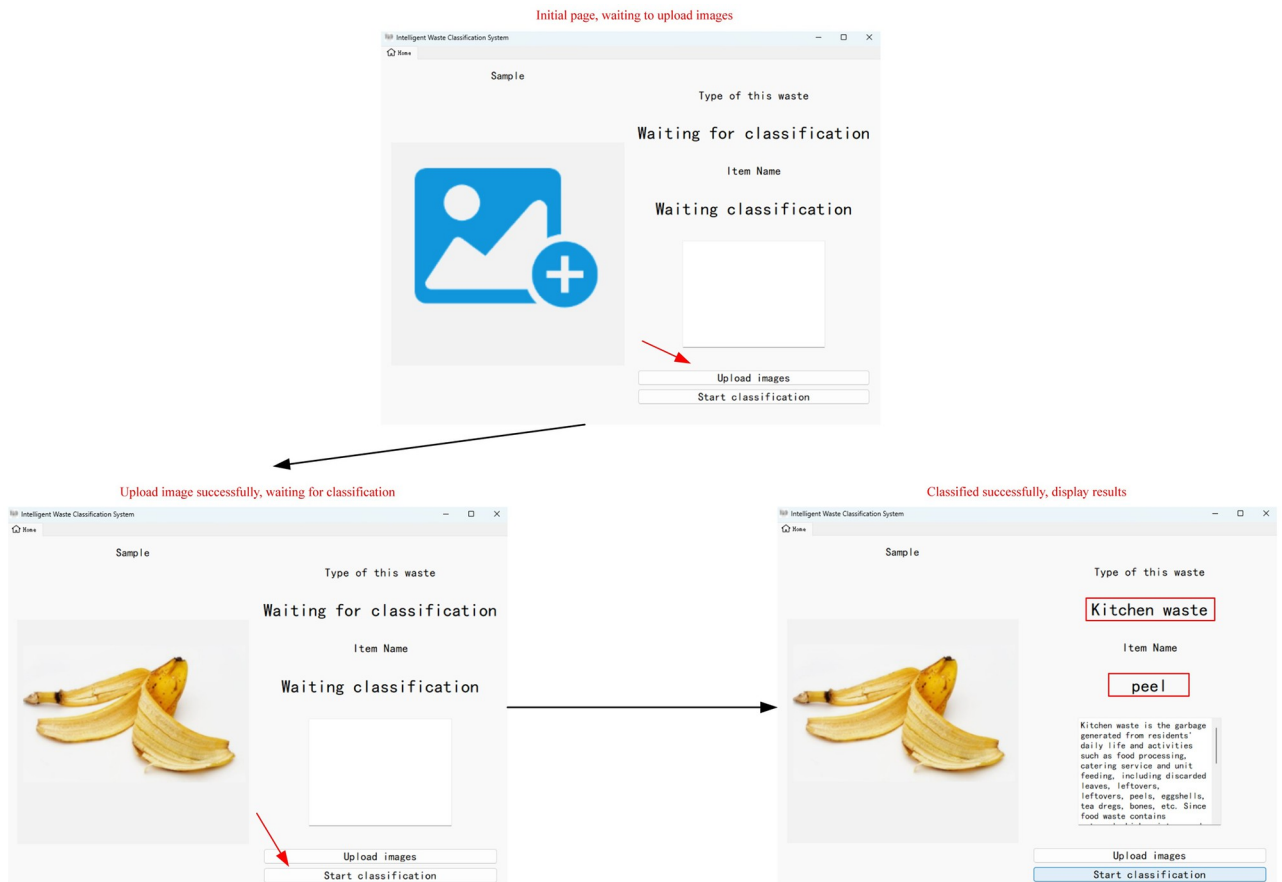 Initial page, waiting to upload images
Intelligent Waste Classification System
Home
Sample
Type of this waste
Waiting for classification
Item Name
Waiting classification
Upload images
Start classification
Upload image successfully, waiting for classification
Intelligent Waste Classification System
Home
Sample
Type of this waste
Waiting for classification
Item Name
Waiting classification
Upload images
Start classification
Classified successfully, display results
Intelligent Waste Classification System
Home
Sample
Type of this waste
Kitchen waste
Item Name
peel
Kitchen waste is the garbage
generated from residents'
daily life and activities
such as food processing,
catering service and unit
feeding, including discarded
leaves, leftovers,
leftovers, peels, eggshells,
tea dregs, bones, etc. Since
food waste contains
Upload images
Start classification